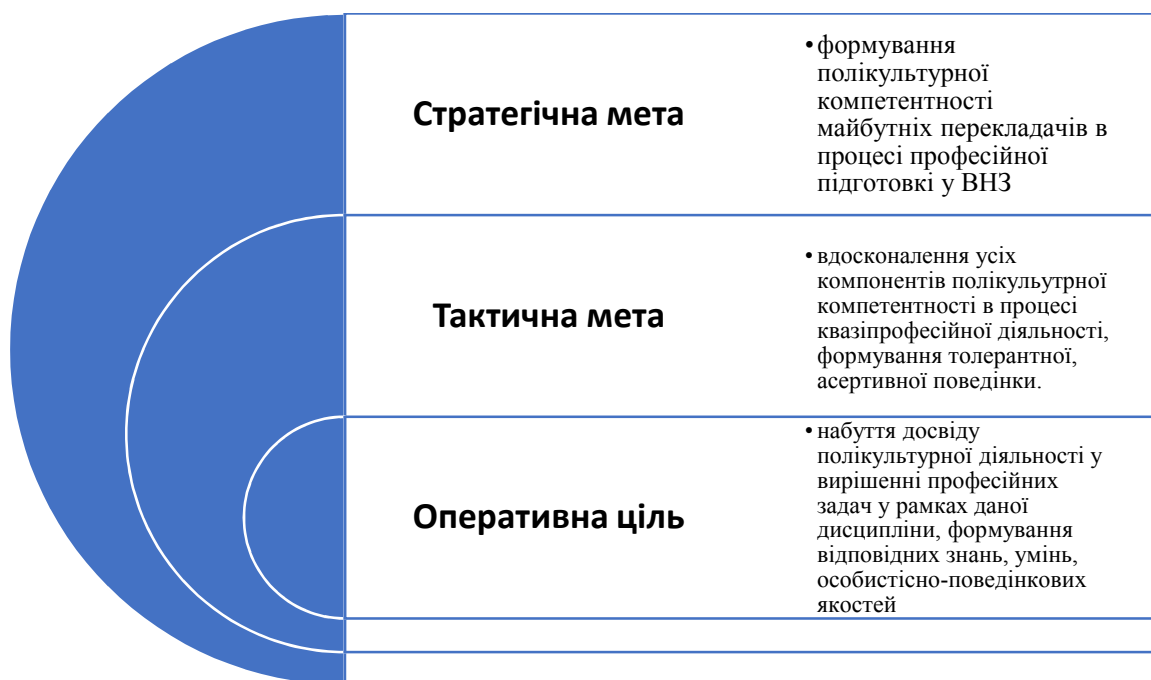 Стратегічна мета
•формування
полікультурної
компетентності
майбутніх перекладачів в
процесі професійної
підготовкі у ВНЗ
Тактична мета
•вдосконалення усіх
компонентів полікульутрної
компетентності в процесі
квазіпрофесійної діяльності,
формування толерантної,
асертивної поведінки.
Оперативна ціль
•набуття досвіду
полікультурної діяльності у
вирішенні професійних
задач у рамках даної
дисципліни, формування
відповідних знань, умінь,
особистісно-поведінкових
якостей